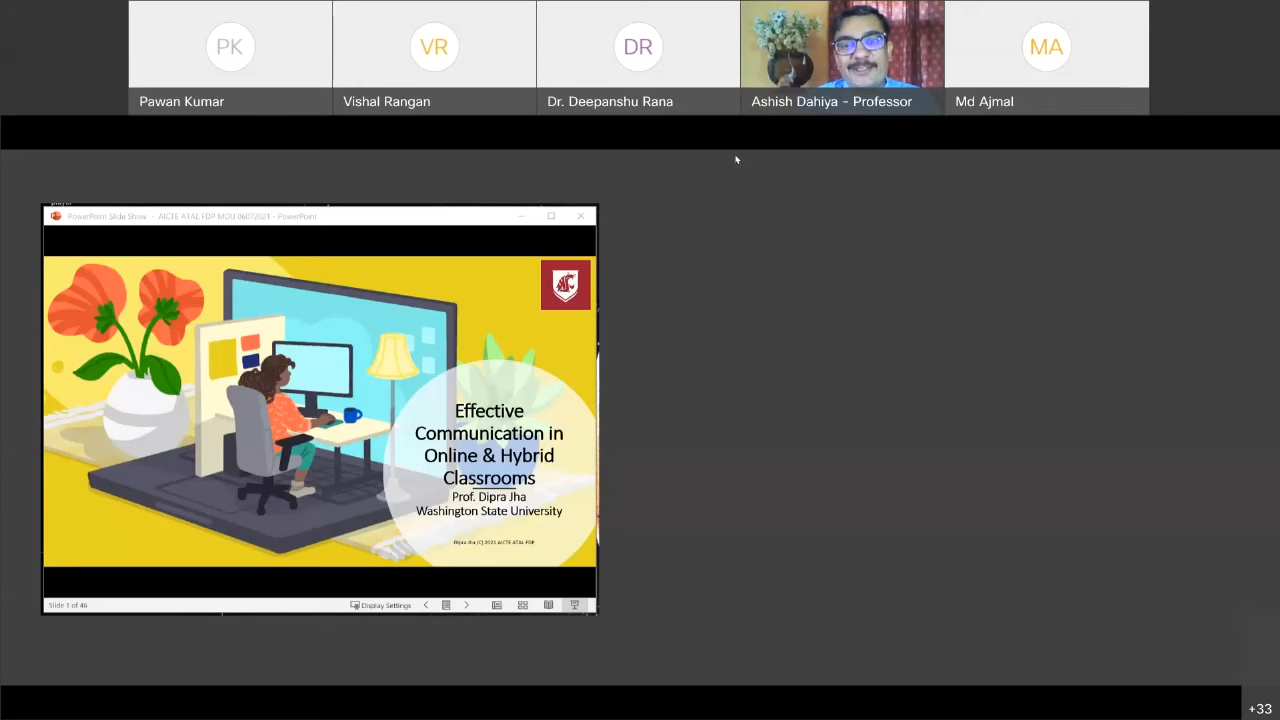 PK
VR
DR
MA
Pawan Kumar
Vishal Rangan
Dr. Deepanshu Rana
Ashish Dahiya - Professor
Md Ajmal
PowerPoint Slide Show - AICTE ATAL FDP MDU 06072021 - PowerPoint
Effective
Communication in
Online & Hybrid
Classrooms
Prof. Dipra Jha
Washington State University
Dipra Jha (C) 2021 AICTE ATAL FDP
Slide 1 of 46
Display Settings
+33